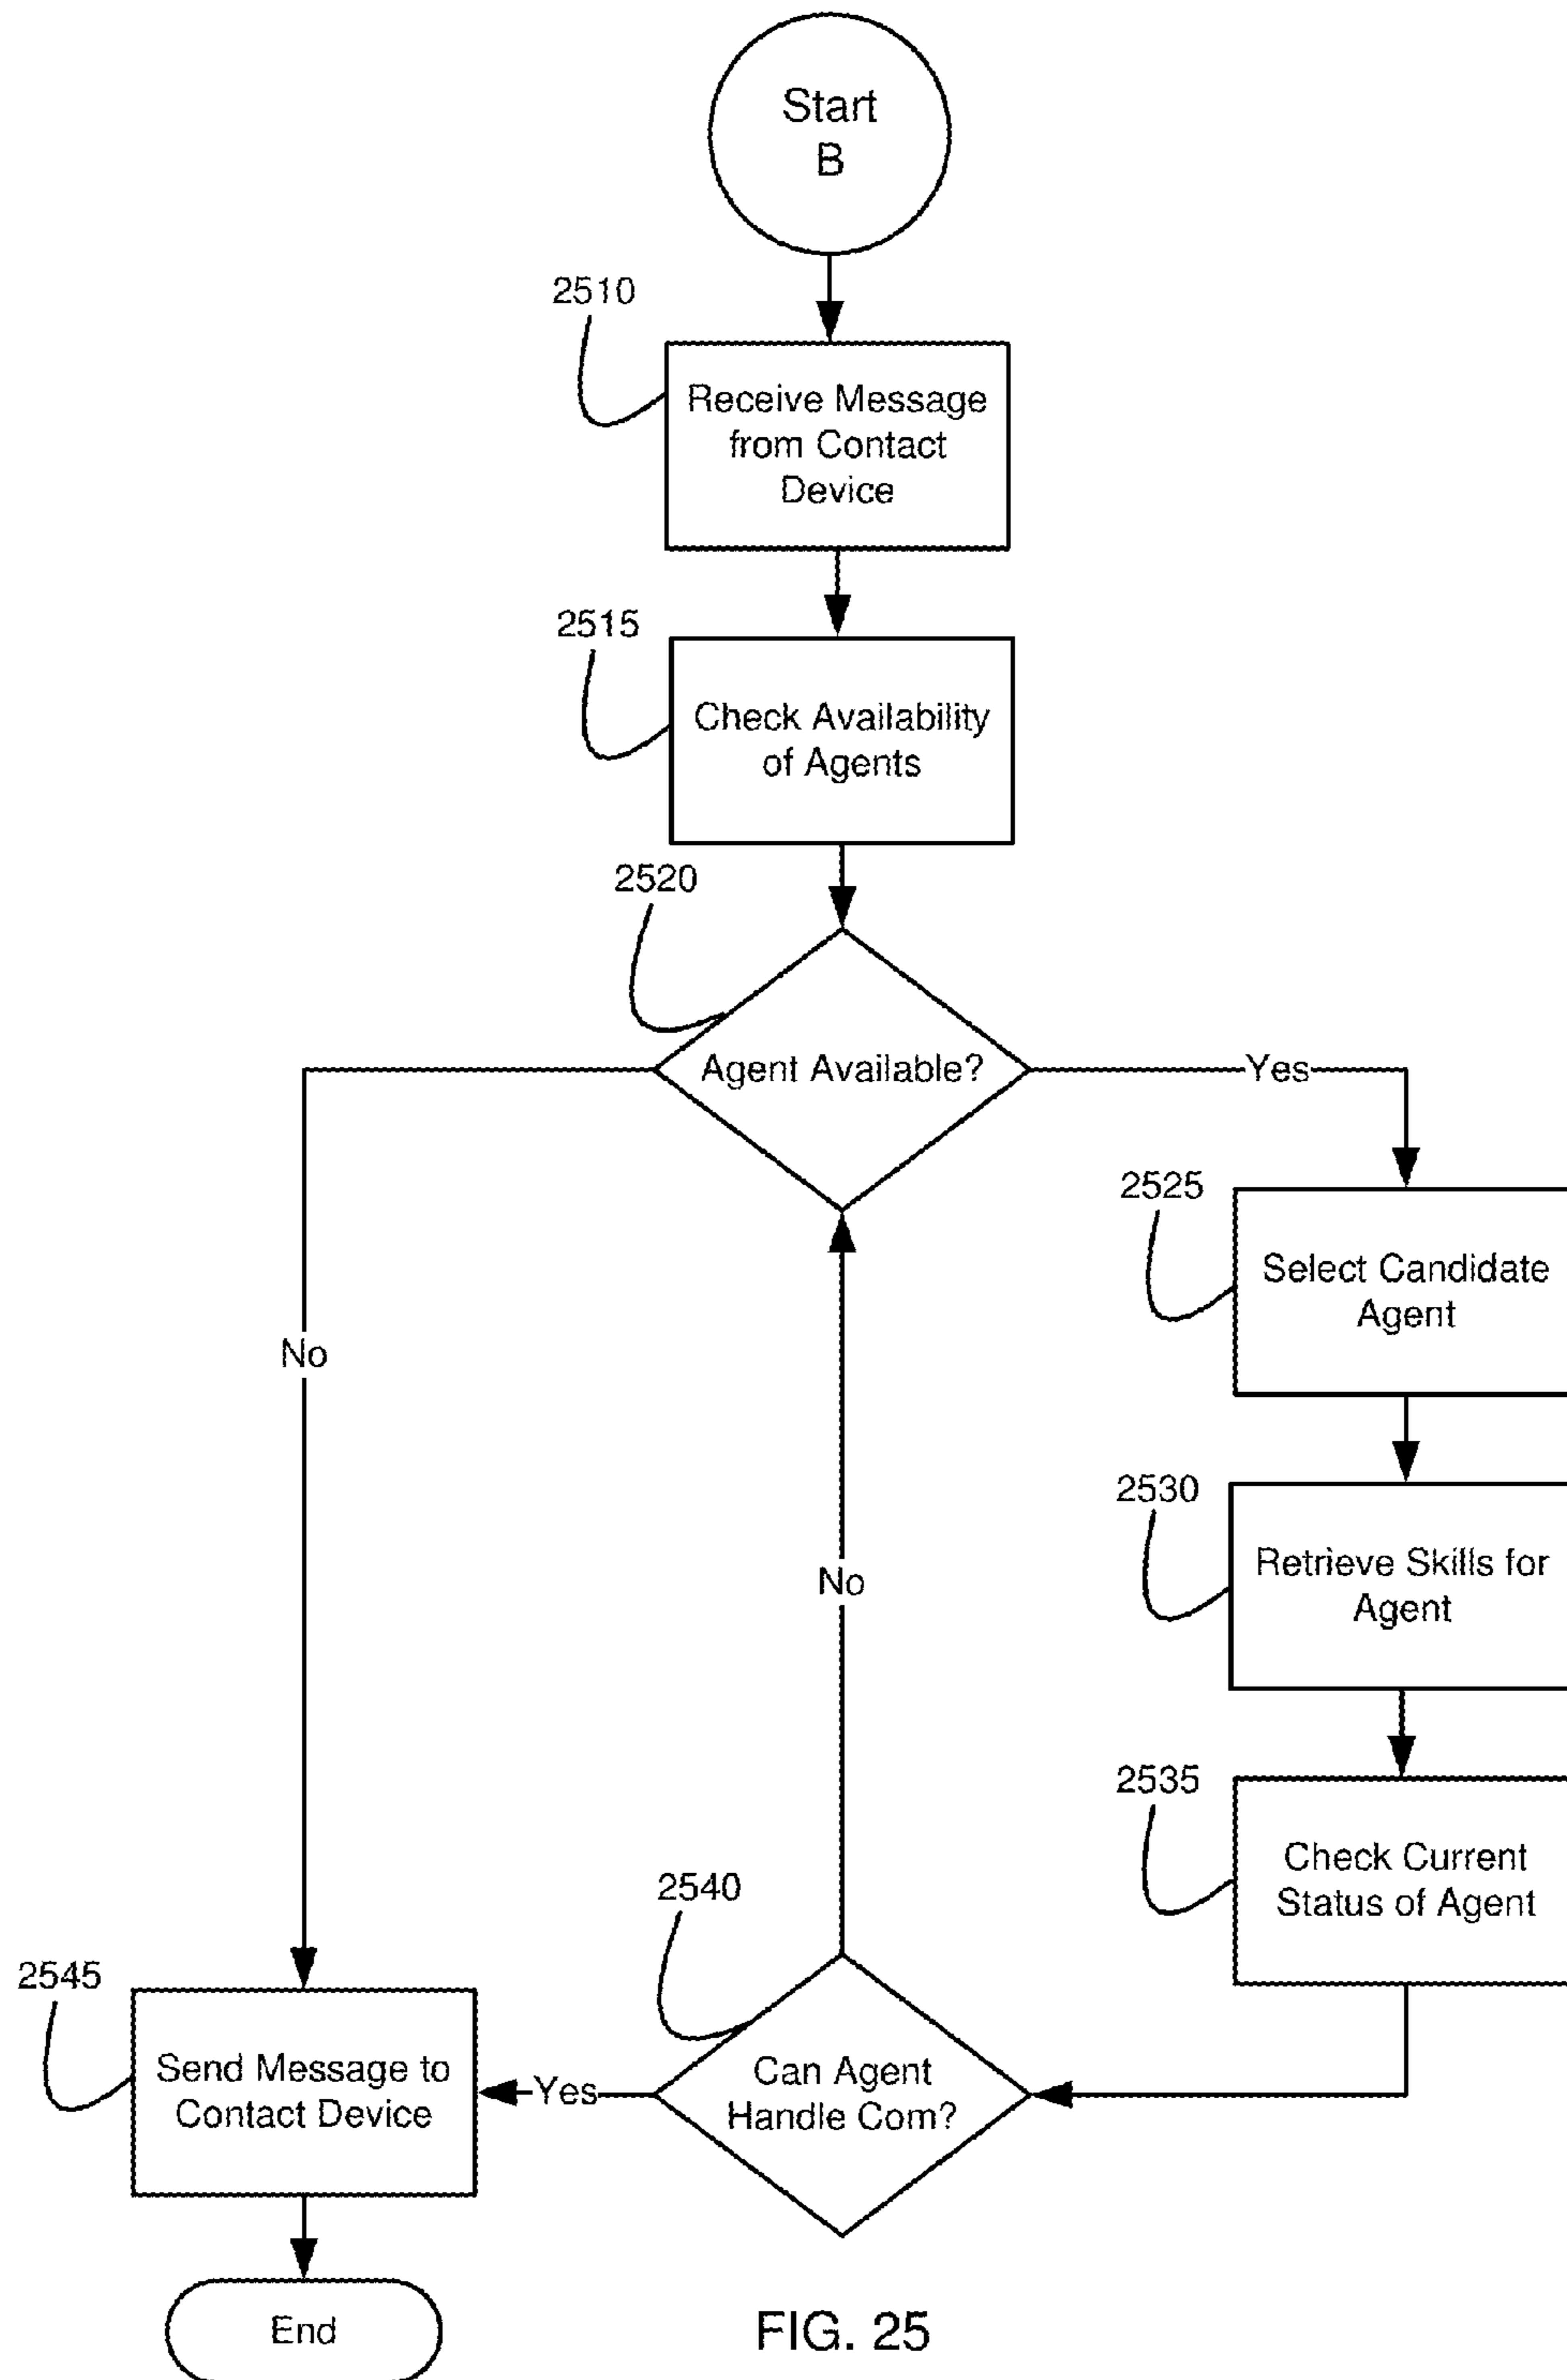 Start
B
2510
Receive Message
from Contact
Device
2515
Check Availability
of Agents
2520
Agent Available?
Yes
2525
Select Candidate
Agent
No
2530
Retrieve Skills for
Agent
No
2535
Check Current
Status of Agent
2540
2545
Send Message to
Contact Device
Yes
Can Agent
Handle Com?
End
FIG. 25